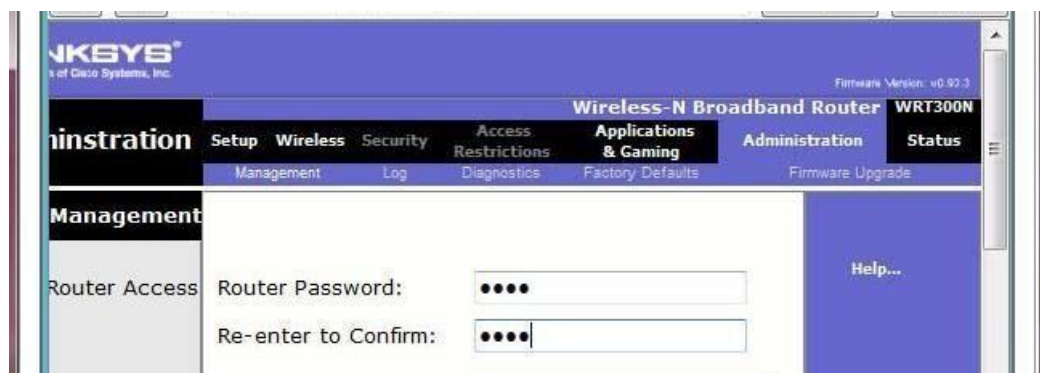 NKSYS®
of Cisco Systems, Inc.
Firmware Version: v0.93.3
Wireless-N Broadband Router WRT300N
ninstration
Setup Wireless Security Access Restrictions Applications & Gaming Administration Status
Management Log Diagnostics Factory Defaults Firmware Upgrade
Management
Help...
Router Access Router Password: ••••
Re-enter to Confirm: ••••